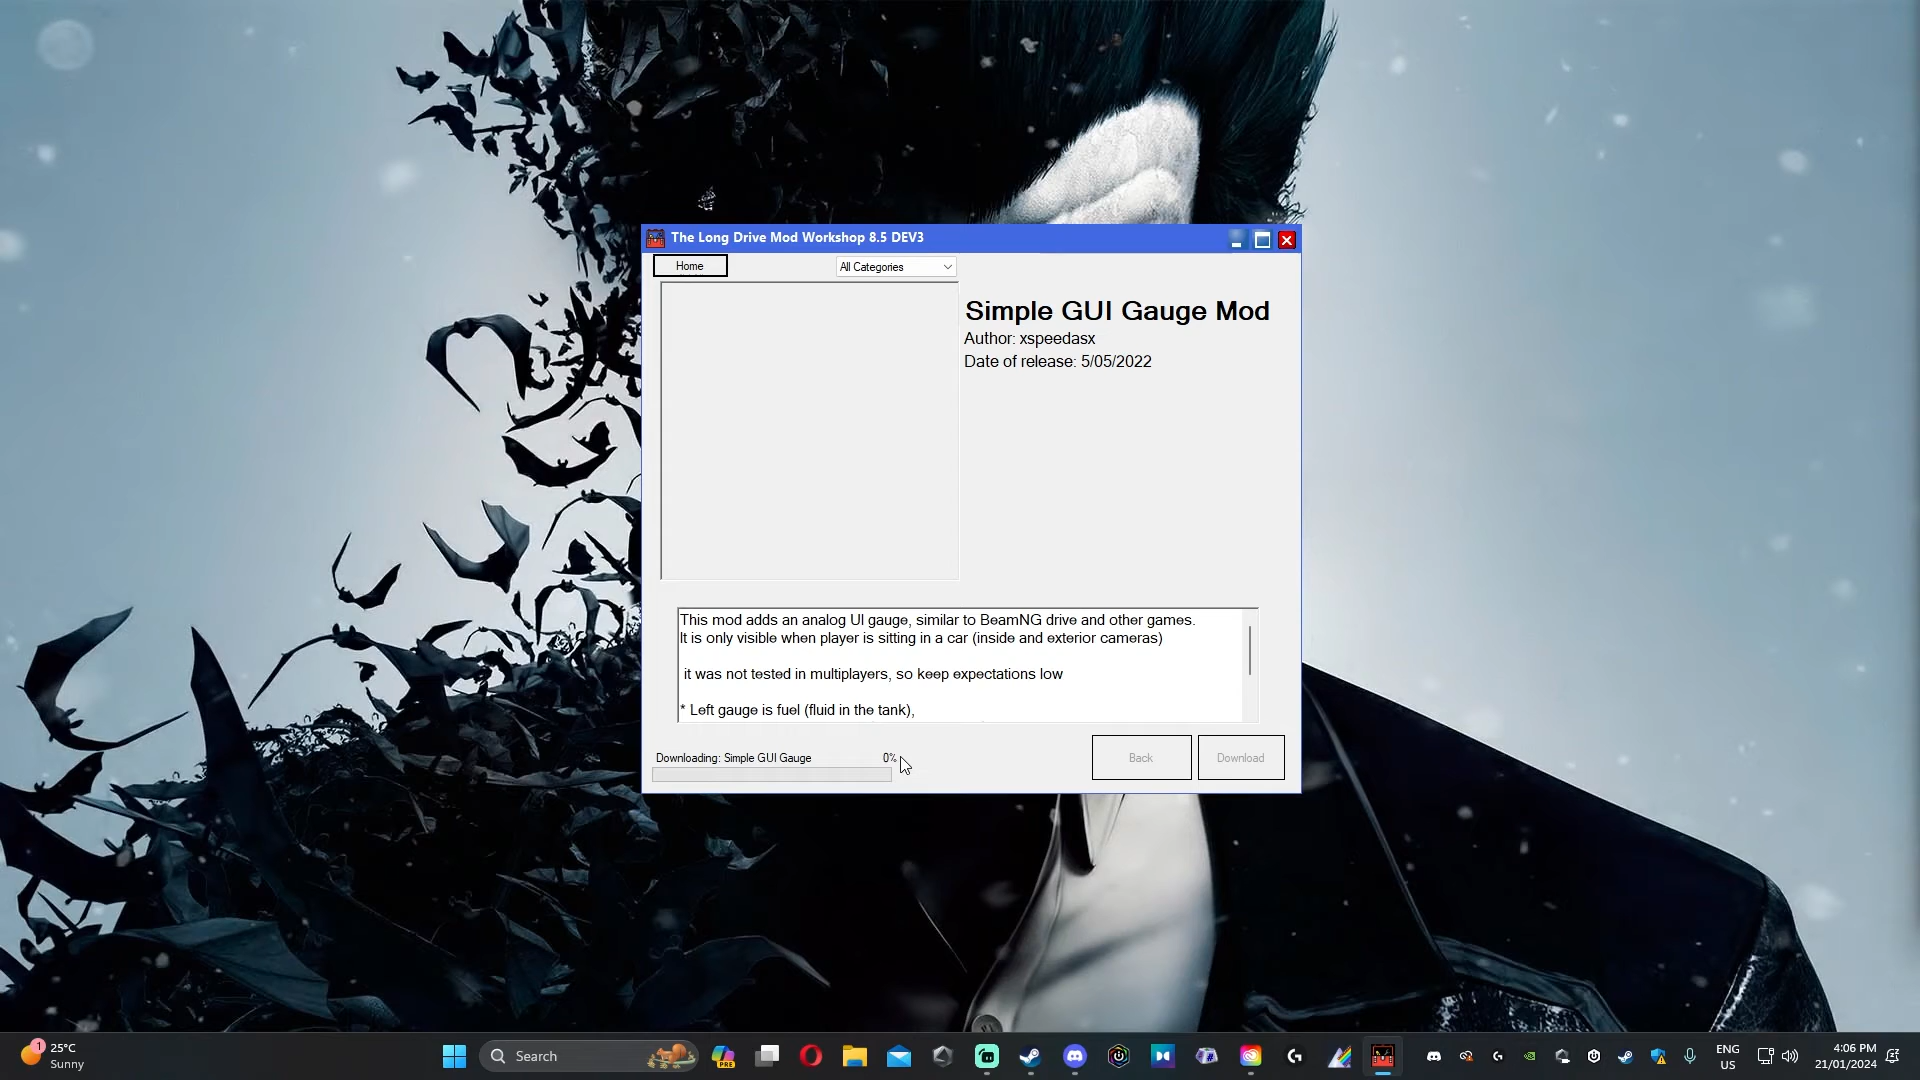 The Long Drive Mod Workshop 8.5 DEV3
Home
All Categories
Simple GUI Gauge Mod
Author: xspeedasx
Date of release: 5/05/2022
This mod adds an analog UI gauge, similar to BeamNG drive and other games.
It is only visible when player is sitting in a car (inside and exterior cameras)
it was not tested in multiplayers, so keep expectations low
* Left gauge is fuel (fluid in the tank),
Downloading: Simple GUI Gauge
0%
Back
Download
1
25°C
Sunny
Search
PRE
ENG
US
4:06 PM
21/01/2024